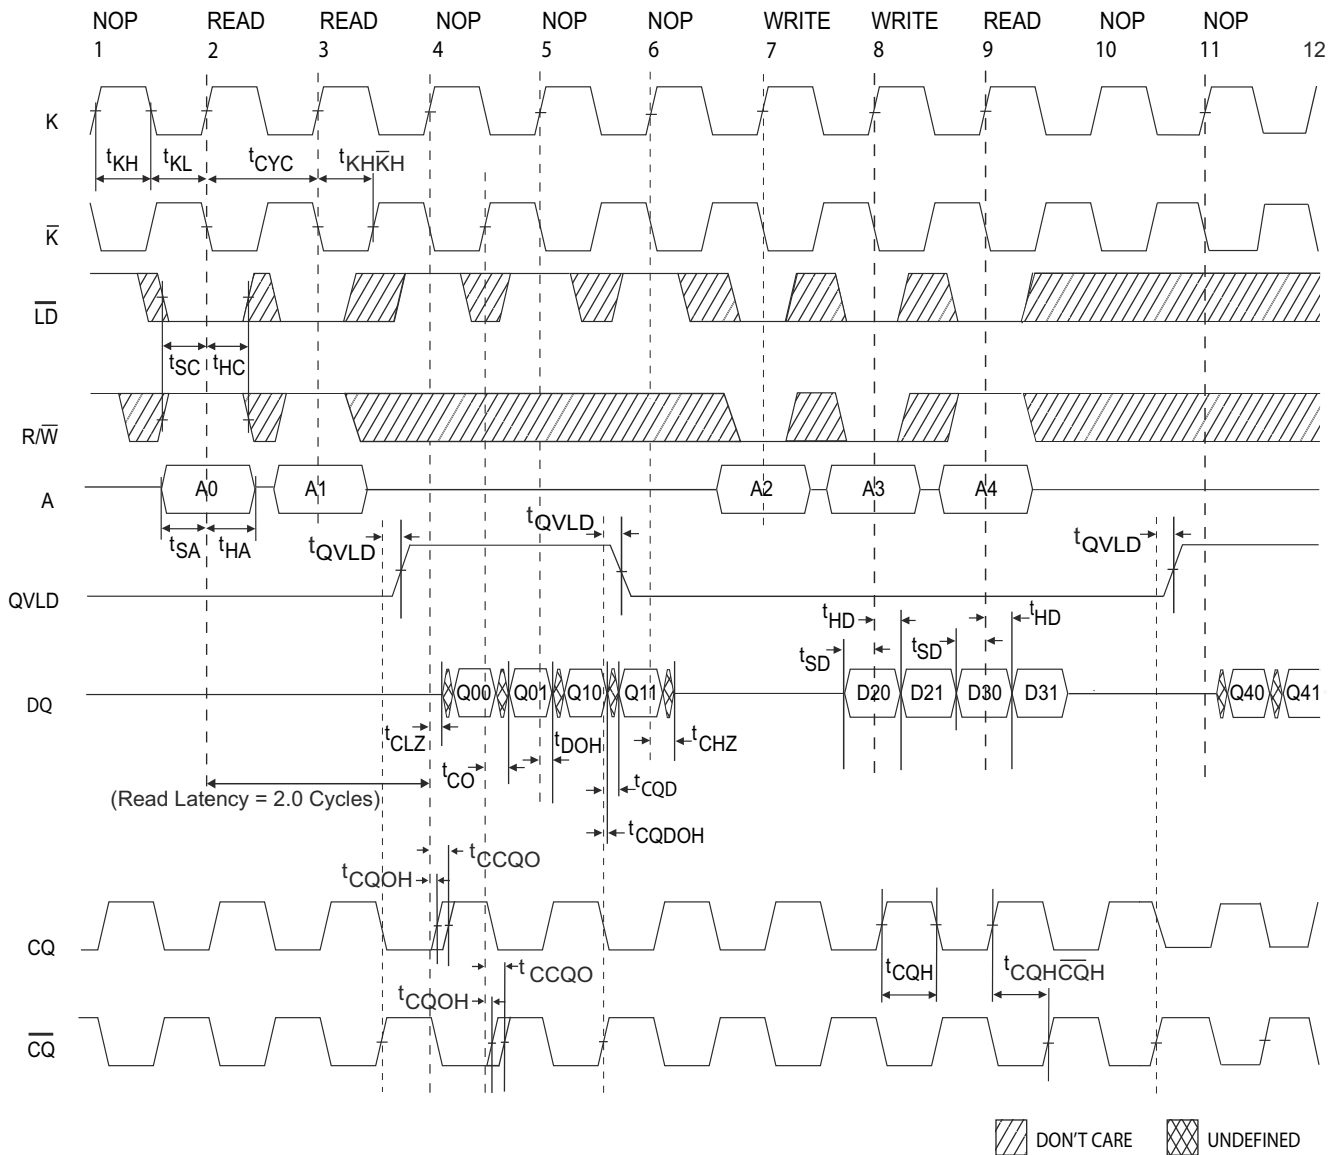 NOP READ READ NOP NOP NOP WRITE WRITE READ NOP NOP
1 2 3 4 5 6 7 8 9 10 11 12
K
tKH tKL tCYC tKHK̅H
K̅
L̅D̅
tSC tHC
R/W̅
A A0 A1 A2 A3 A4
tSA tHA tQVLD tQVLD tQVLD
QVLD
tHD tHD
tSD tSD
DQ Q00 Q01 Q10 Q11 D20 D21 D30 D31 Q40 Q41
tCLZ tDOH tCHZ
tCO tCQD
(Read Latency = 2.0 Cycles)
tCQDOH
tCCQO
tCQOH
CQ
tCCQO tCQH tCQHC̅Q̅H
tCQOH
C̅Q̅
DON'T CARE UNDEFINED